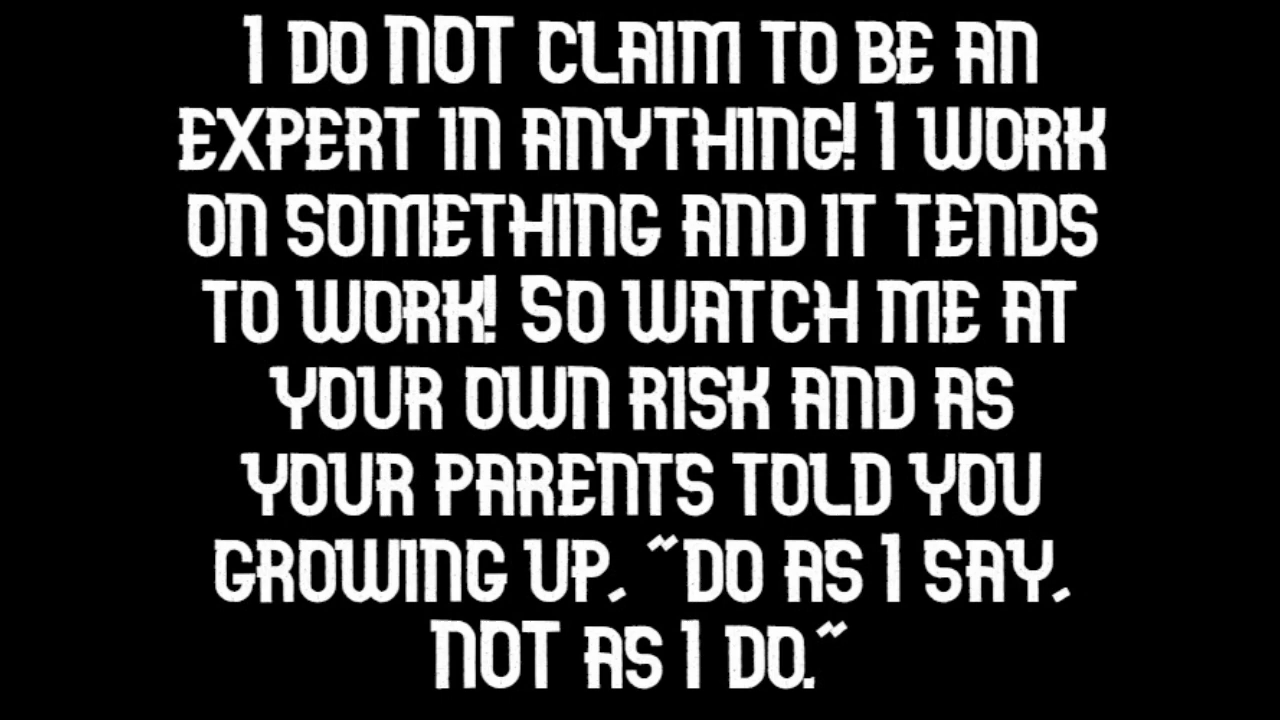 I do NOT claim to be an
expert in anything! I work
on something and it tends
to work! So watch me at
your own risk and as
your parents told you
growing up, "do as I say,
NOT as I do."